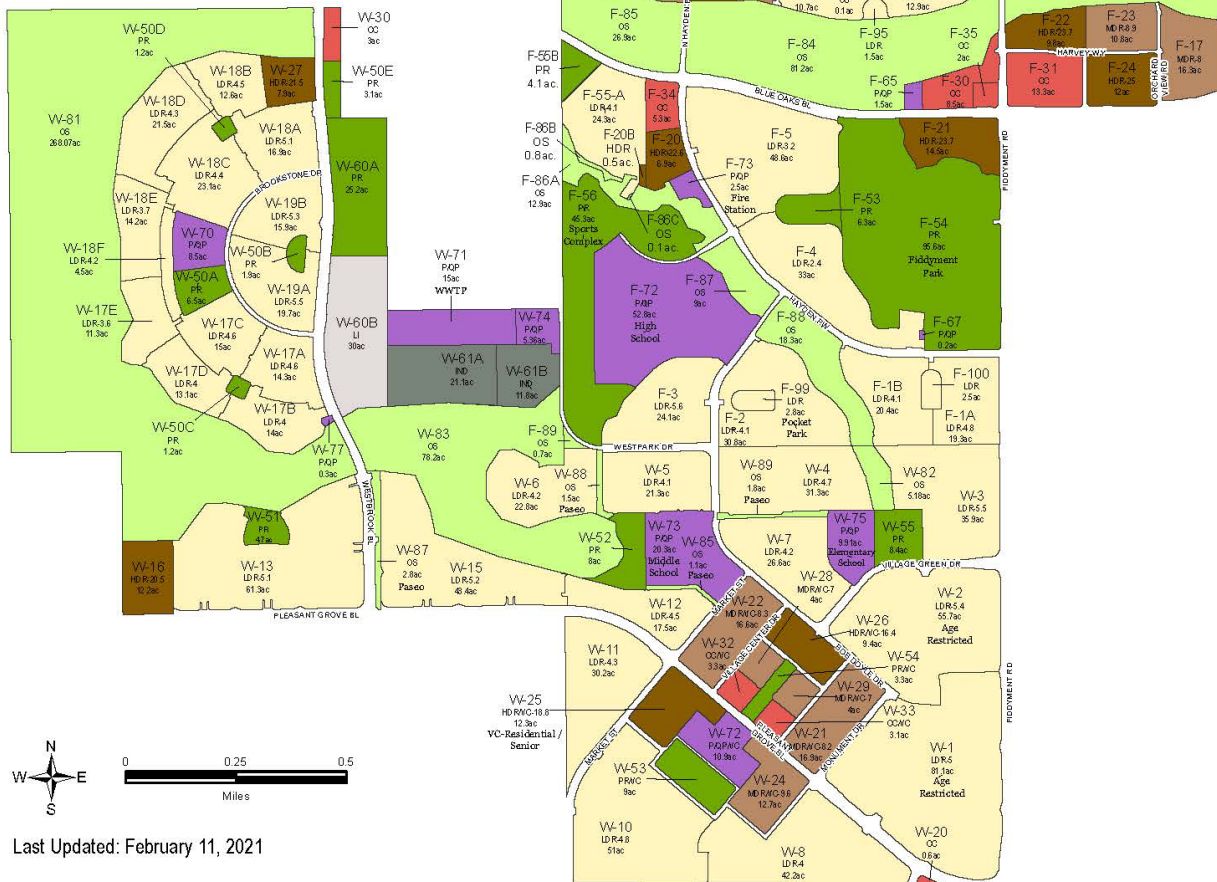 10.7ac
0.1ac
12.9ac
F-85
OS
26.9ac
N HAYDEN P
F-84
OS
81.2ac
F-95
LDR
1.5ac
F-35
OC
2ac
F-22
HDR-23.7
9.8ac
F-23
MDR-8.9
10.8ac
F-17
MDR-8
16.3ac
HARVEY WY
F-31
CC
13.3ac
F-24
HDR-25
12ac
ORCHARD
VIEW RD
F-65
P/QP
1.5ac
F-30
CC
8.5ac
BLUE OAKS BL
W-50D
PR
1.2ac
W-30
CC
3ac
W-50E
PR
3.1ac
W-18B
LDR-4.5
12.6ac
W-27
HDR-21.5
7.9ac
W-18D
LDR-4.3
21.5ac
W-81
OS
268.07ac
W-18A
LDR-5.1
16.9ac
W-18C
LDR-4.4
23.1ac
BROOKSTONE DR
W-60A
PR
25.2ac
W-18E
LDR-3.7
14.2ac
W-19B
LDR-5.3
15.9ac
W-70
P/QP
8.5ac
W-50B
PR
1.9ac
W-18F
LDR-4.2
4.5ac
W-50A
PR
6.5ac
W-19A
LDR-5.5
19.7ac
W-17E
LDR-3.6
11.3ac
W-17C
LDR-4.6
15ac
W-60B
LI
30ac
W-17A
LDR-4.6
14.3ac
W-17D
LDR-4
13.1ac
W-17B
LDR-4
14ac
W-50C
PR
1.2ac
W-77
P/QP
0.3ac
W-71
P/QP
15ac
WWTP
W-74
P/QP
5.36ac
W-61A
IND
21.1ac
W-61B
IND
11.8ac
F-55B
PR
4.1ac.
F-55-A
LDR-4.1
24.3ac
F-34
CC
5.3ac
F-86B
OS
0.8ac.
F-20B
HDR
0.5ac.
F-20
HDR-22.6
6.9ac
F-86A
OS
12.9ac
F-73
P/QP
2.5ac
Fire
Station
F-5
LDR-3.2
48.6ac
F-21
HDR-23.7
14.5ac
FIDDYMENT RD
F-56
PR
45.3ac
Sports
Complex
F-86C
OS
0.1ac.
F-53
PR
6.3ac
F-54
PR
95.6ac
Fiddyment
Park
F-4
LDR-2.4
33ac
F-72
P/QP
52.8ac
High
School
F-87
OS
9ac
HAYDEN PW
F-88
OS
18.3ac
F-67
P/QP
0.2ac
F-3
LDR-5.6
24.1ac
F-99
LDR
2.8ac
Pocket
Park
F-1B
LDR-4.1
20.4ac
F-100
LDR
2.5ac
F-2
LDR-4.1
30.8ac
F-1A
LDR-4.8
19.3ac
F-89
OS
0.7ac
WESTPARK DR
W-83
OS
78.2ac
W-6
LDR-4.2
22.8ac
W-88
OS
1.5ac
Paseo
W-5
LDR-4.1
21.3ac
W-89
OS
1.8ac
Paseo
W-4
LDR-4.7
31.3ac
W-82
OS
5.18ac
W-3
LDR-5.5
35.9ac
WESTBROOK BL
W-51
PR
4.7ac
W-16
HDR-20.5
12.2ac
W-13
LDR-5.1
61.3ac
PLEASANT GROVE BL
W-87
OS
2.8ac
Paseo
W-15
LDR-5.2
43.4ac
W-52
PR
8ac
W-73
P/QP
20.3ac
Middle
School
W-85
OS
1.1ac
Paseo
W-7
LDR-4.2
26.6ac
W-75
P/QP
9.91ac
Elementary
School
W-55
PR
8.4ac
VILLAGE GREEN DR
W-28
MDR/VC-7
4ac
W-12
LDR-4.5
17.5ac
MARKET ST
W-22
MDR/VC-8.3
16.6ac
W-2
LDR-5.4
55.7ac
Age
Restricted
W-26
HDR/VC-16.4
9.4ac
VILLAGE CENTER DR
W-32
CC/VC
3.3ac
BOB DOYLE DR
W-54
PR/VC
3.3ac
W-11
LDR-4.3
30.2ac
W-29
MDR/VC-7
4ac
W-25
HDR/VC-18.8
12.3ac
VC-Residential /
Senior
W-33
CC/VC
3.1ac
FIDDYMENT RD
PLEASANT
GROVE BL
W-21
MDR/VC-8.2
16.9ac
MONUMENT DR
MARKET ST
W-72
P/QP/VC
10.9ac
W-1
LDR-5
81.1ac
Age
Restricted
W-53
PR/VC
9ac
W-24
MDR/VC-9.6
12.7ac
W-10
LDR-4.8
51ac
W-8
LDR-4
42.2ac
W-20
CC
0.6ac
N
W E
S
0 0.25 0.5
Miles
Last Updated: February 11, 2021